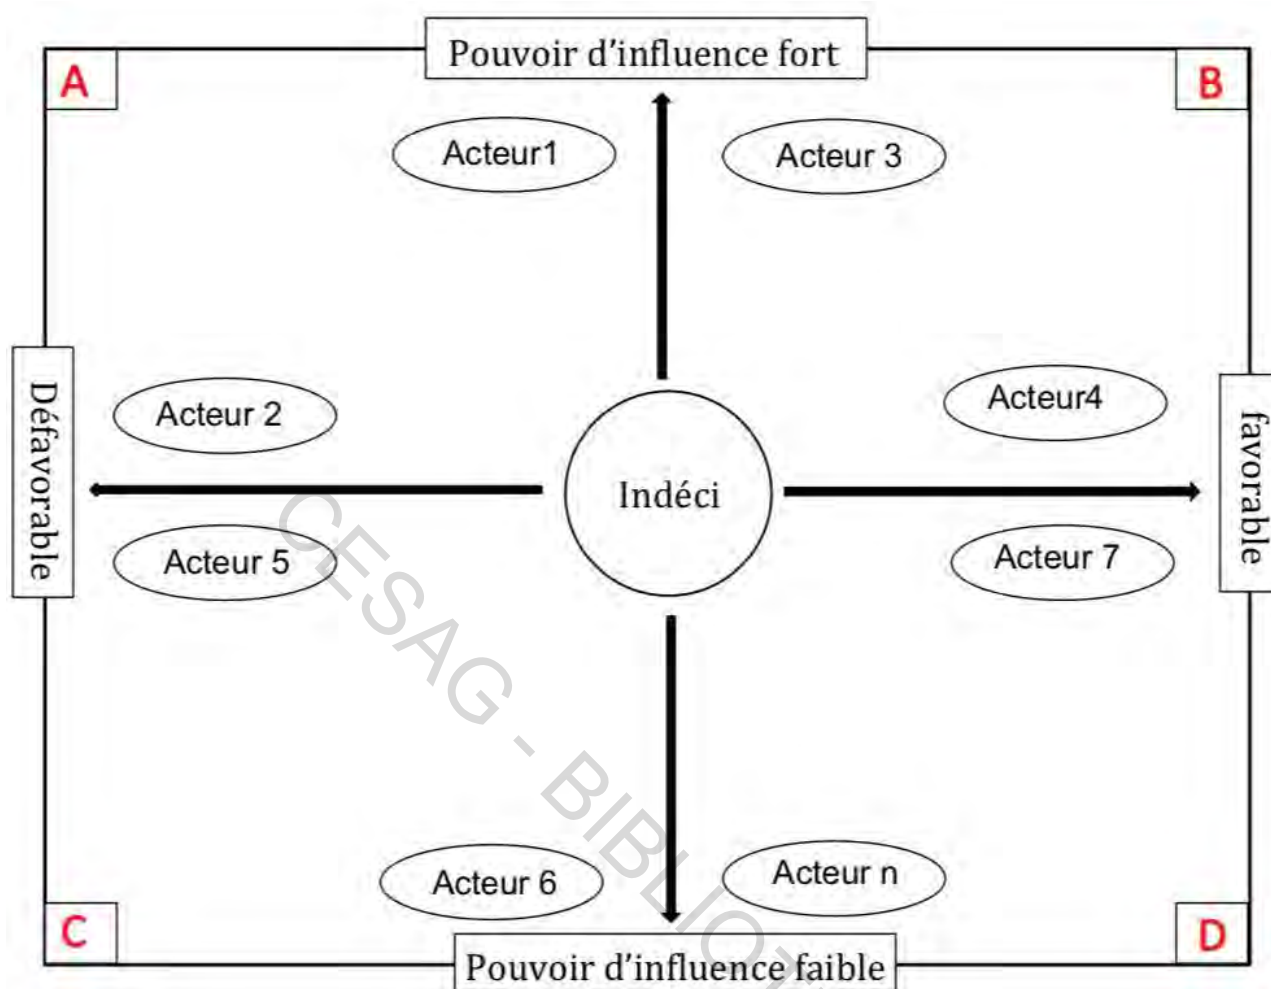 Pouvoir d'influence fort
A
B
Acteur1
Acteur 3
Défavorable
Acteur 2
Acteur4
favorable
Indéci
Acteur 5
Acteur 7
Acteur 6
Acteur n
C
D
Pouvoir d'influence faible
CESAG - BIBLIOT